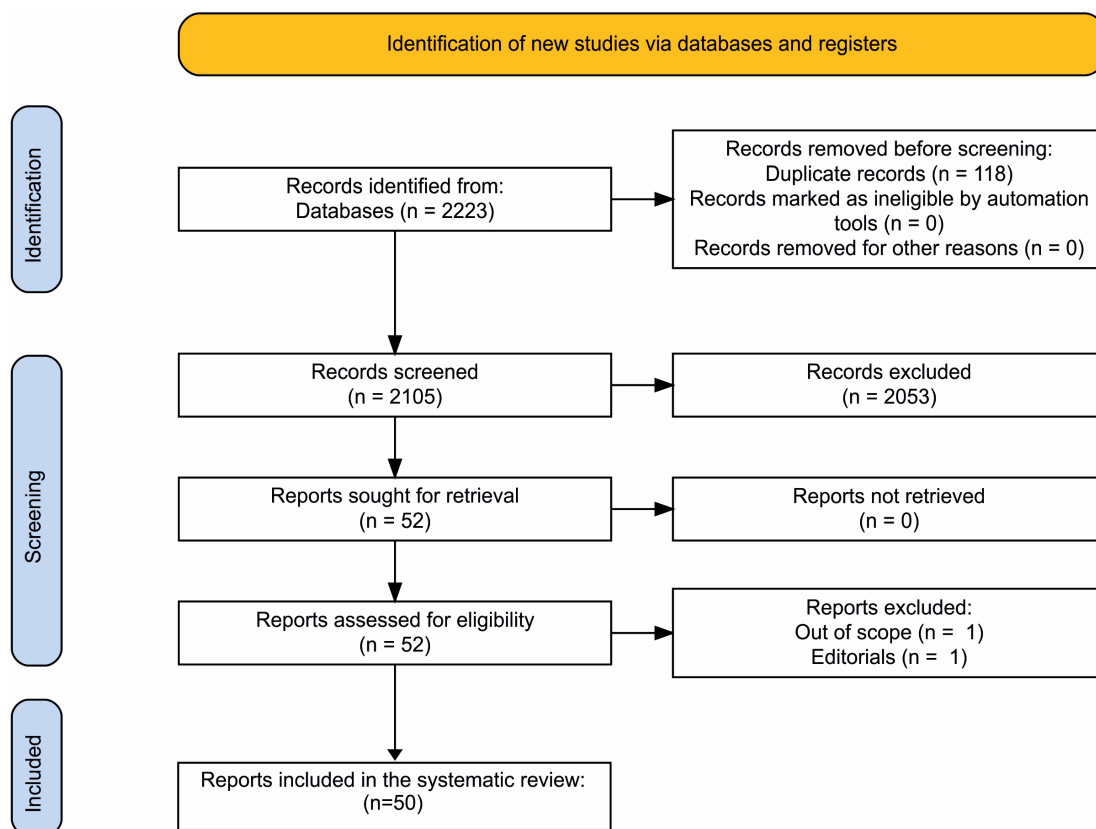 Identification of new studies via databases and registers
Identification
Records identified from:
Databases (n = 2223)
Records removed before screening:
Duplicate records (n = 118)
Records marked as ineligible by automation
tools (n = 0)
Records removed for other reasons (n = 0)
Screening
Records screened
(n = 2105)
Records excluded
(n = 2053)
Reports sought for retrieval
(n = 52)
Reports not retrieved
(n = 0)
Reports assessed for eligibility
(n = 52)
Reports excluded:
Out of scope (n =  1)
Editorials (n =  1)
Included
Reports included in the systematic review:
(n=50)